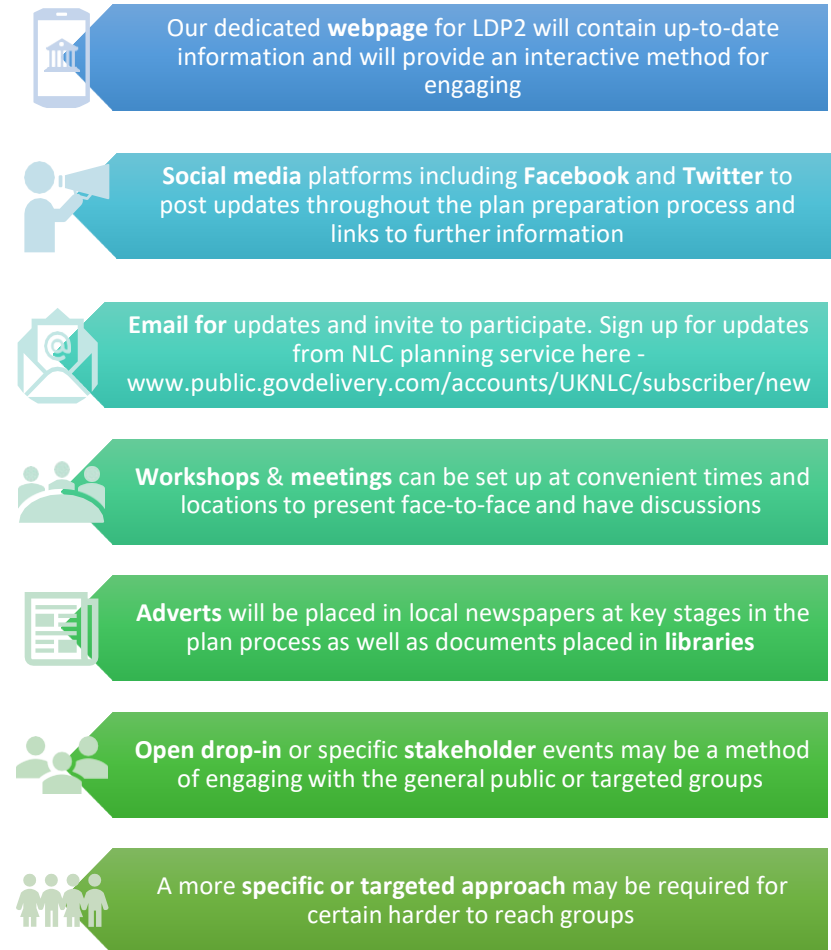 Our dedicated webpage for LDP2 will contain up-to-date
information and will provide an interactive method for
engaging
Social media platforms including Facebook and Twitter to
post updates throughout the plan preparation process and
links to further information
@
Email for updates and invite to participate. Sign up for updates
from NLC planning service here -
www.public.govdelivery.com/accounts/UKNLC/subscriber/new
Workshops & meetings can be set up at convenient times and
locations to present face-to-face and have discussions
Adverts will be placed in local newspapers at key stages in the
plan process as well as documents placed in libraries
Open drop-in or specific stakeholder events may be a method
of engaging with the general public or targeted groups
A more specific or targeted approach may be required for
certain harder to reach groups